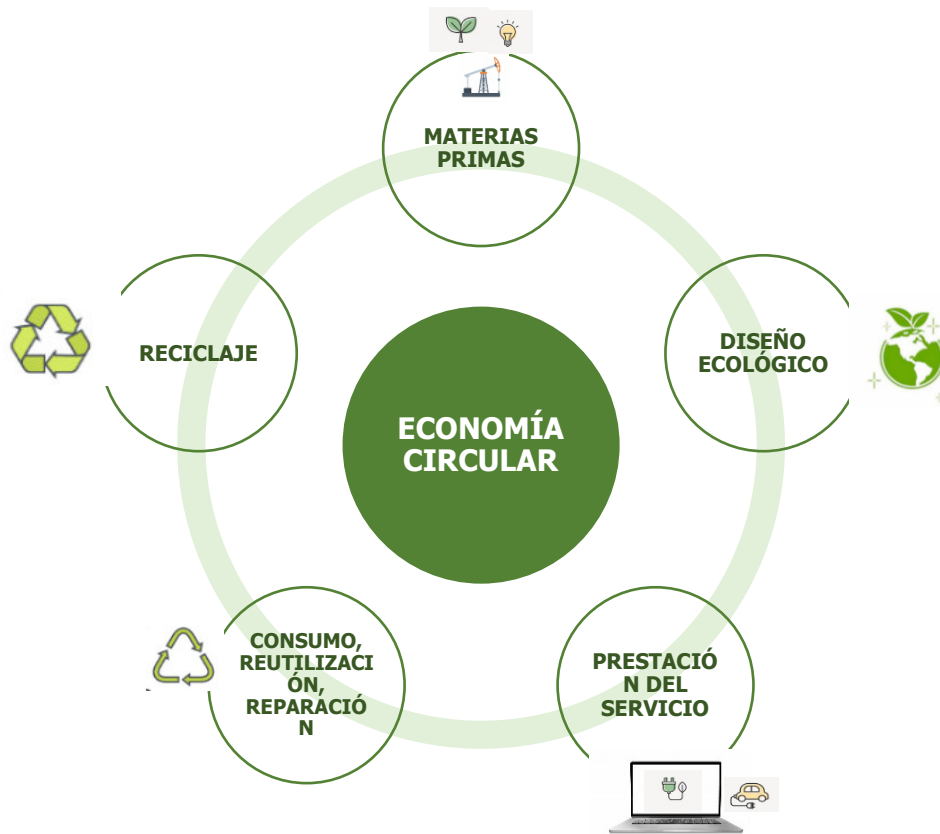 MATERIAS
PRIMAS
DISEÑO
ECOLÓGICO
RECICLAJE
ECONOMÍA
CIRCULAR
CONSUMO,
REUTILIZACI
ÓN,
REPARACIÓ
N
PRESTACIÓ
N DEL
SERVICIO